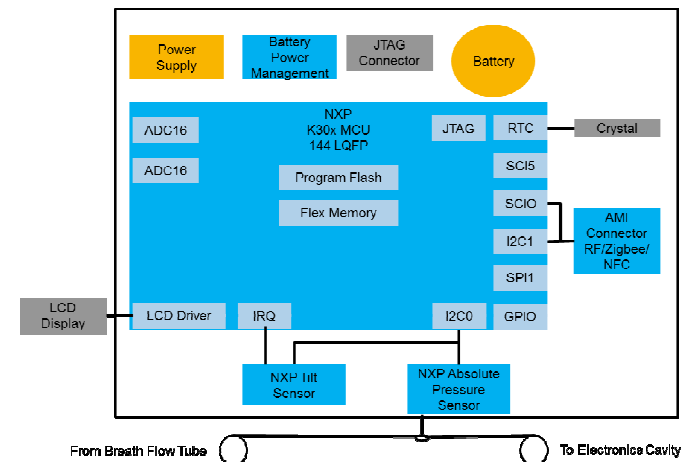 Power
Supply
Battery
Power
Management
JTAG
Connector
Battery
NXP
K30x MCU
144 LQFP
ADC16
JTAG
RTC
Crystal
ADC16
SCI5
Program Flash
SCIO
Flex Memory
I2C1
AMI
Connector
RF/Zigbee/
NFC
SPI1
LCD
Display
LCD Driver
IRQ
I2C0
GPIO
NXP Tilt
Sensor
NXP Absolute
Pressure
Sensor
From Breath Flow Tube
To Electronics Cavity